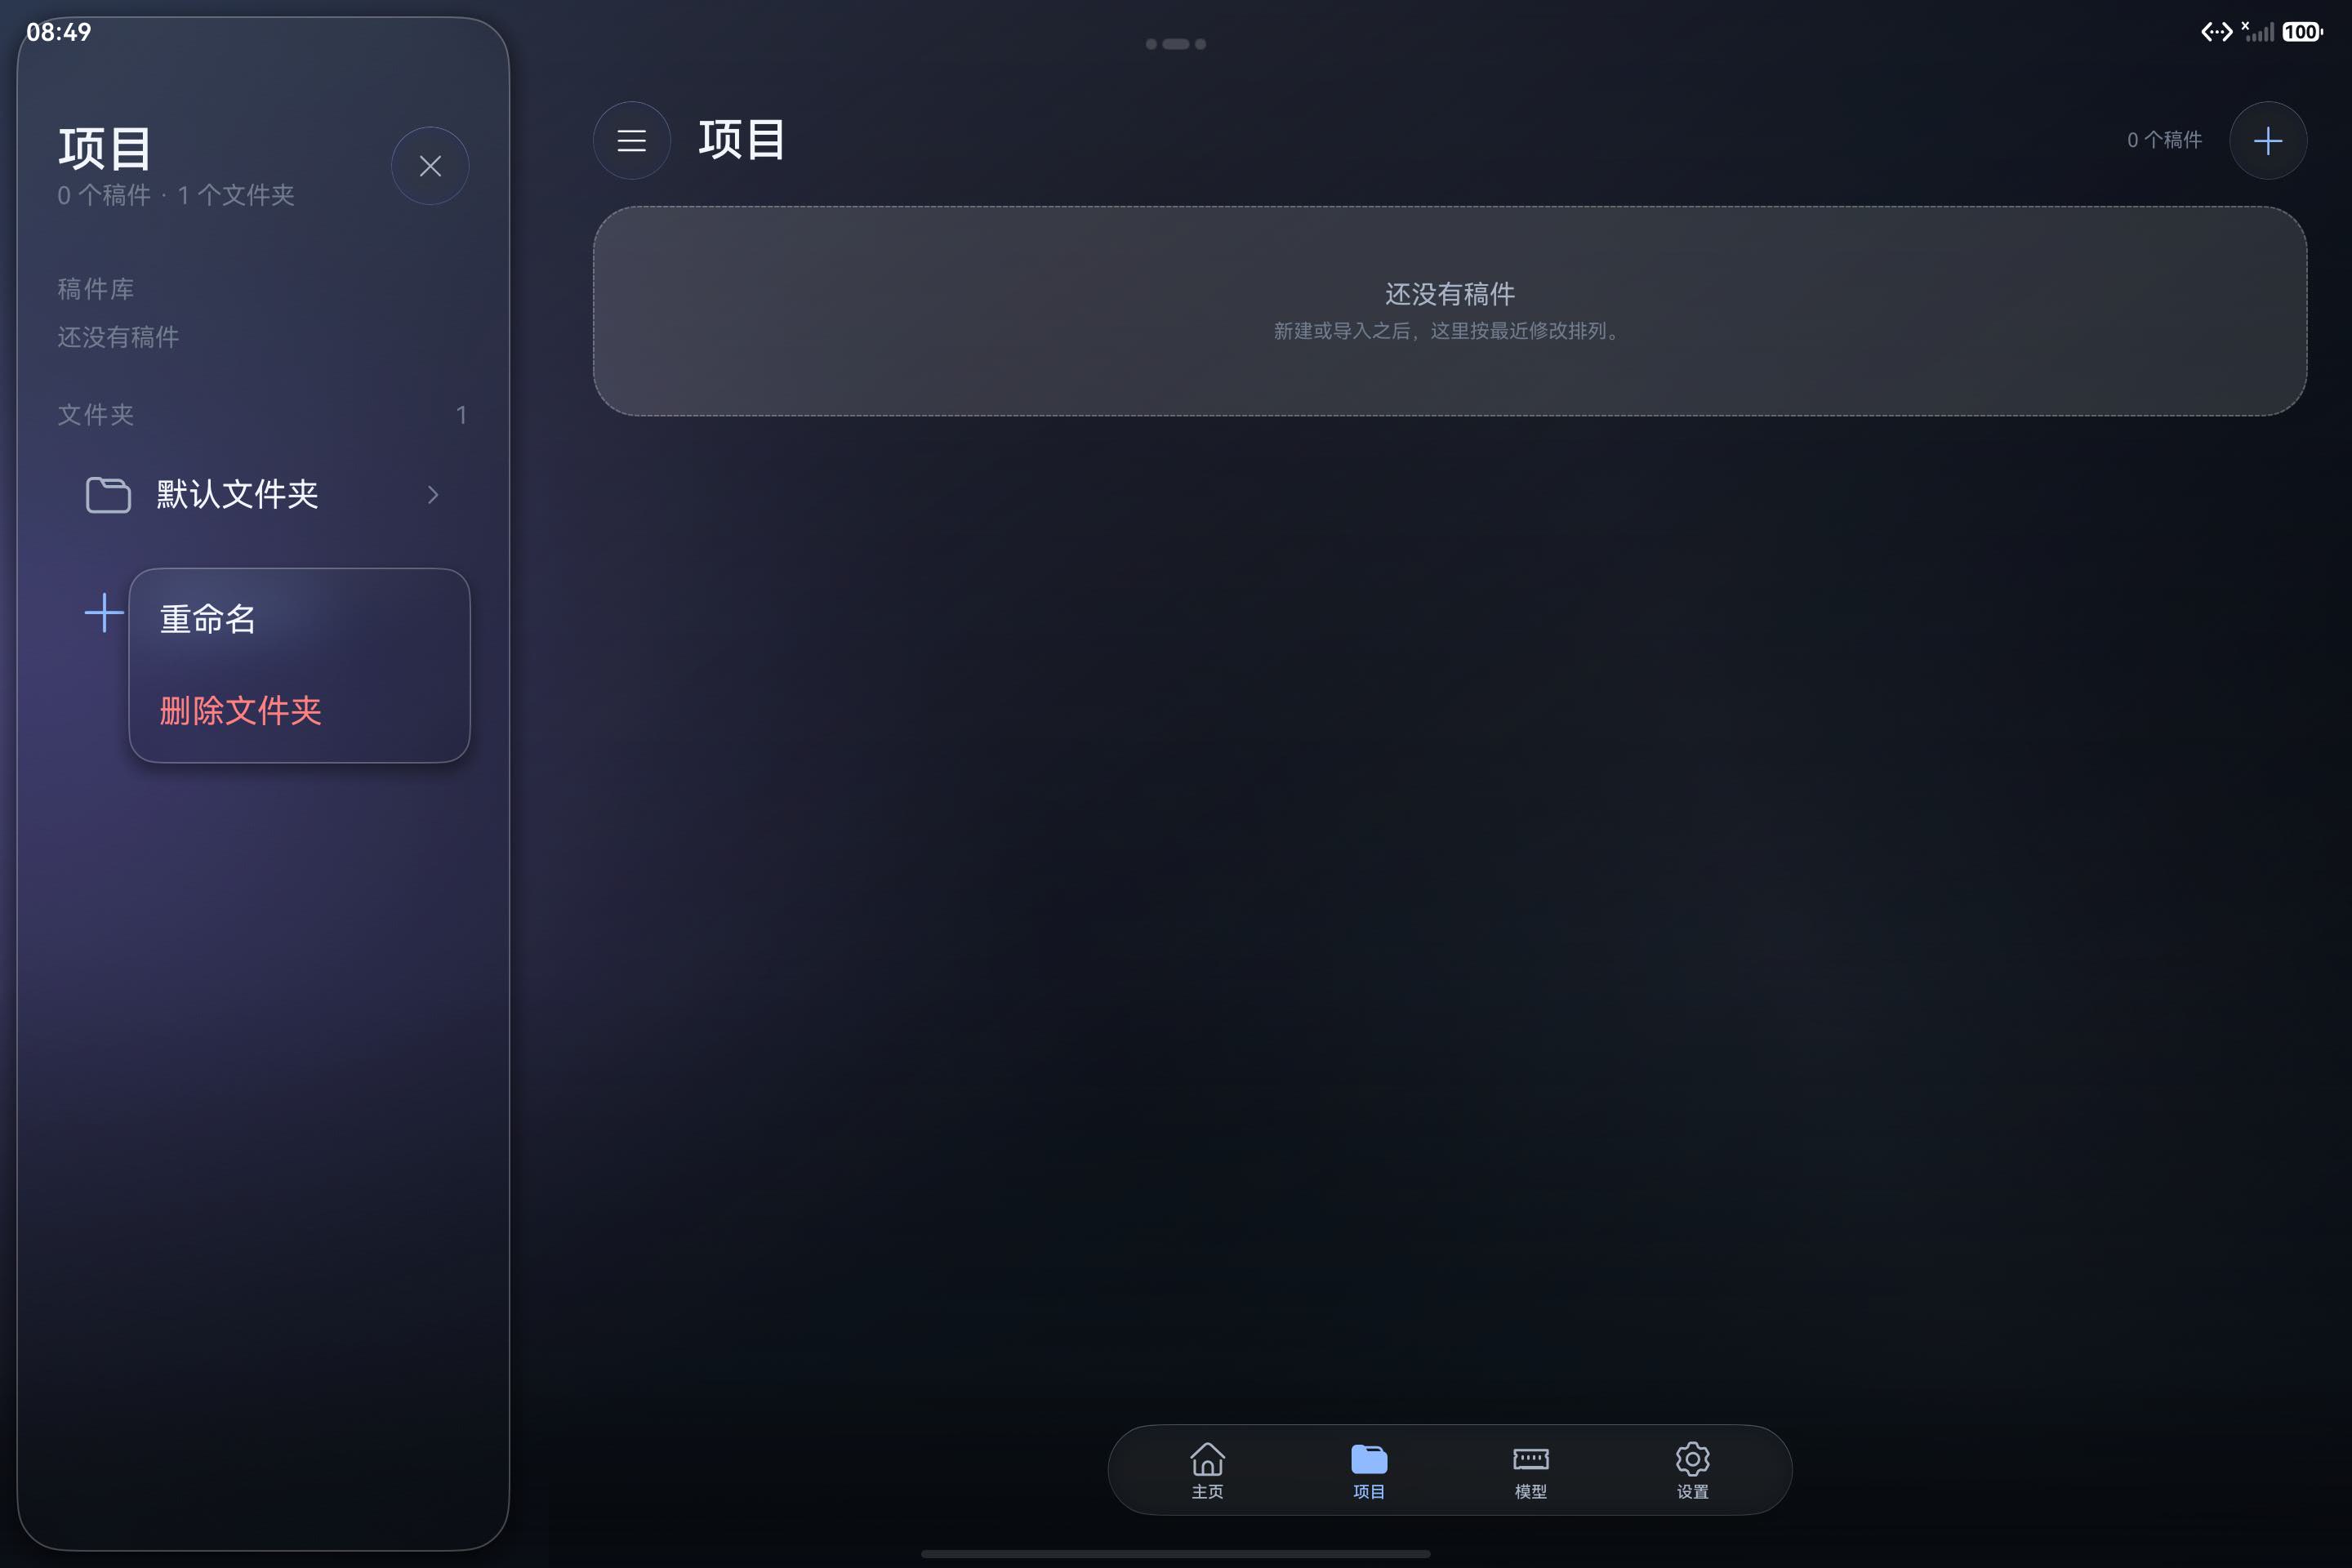 08:49
100
项目
0 个稿件 · 1 个文件夹
稿件库
还没有稿件
文件夹 1
默认文件夹
重命名
删除文件夹
项目
0 个稿件
还没有稿件
新建或导入之后，这里按最近修改排列。
主页
项目
模型
设置